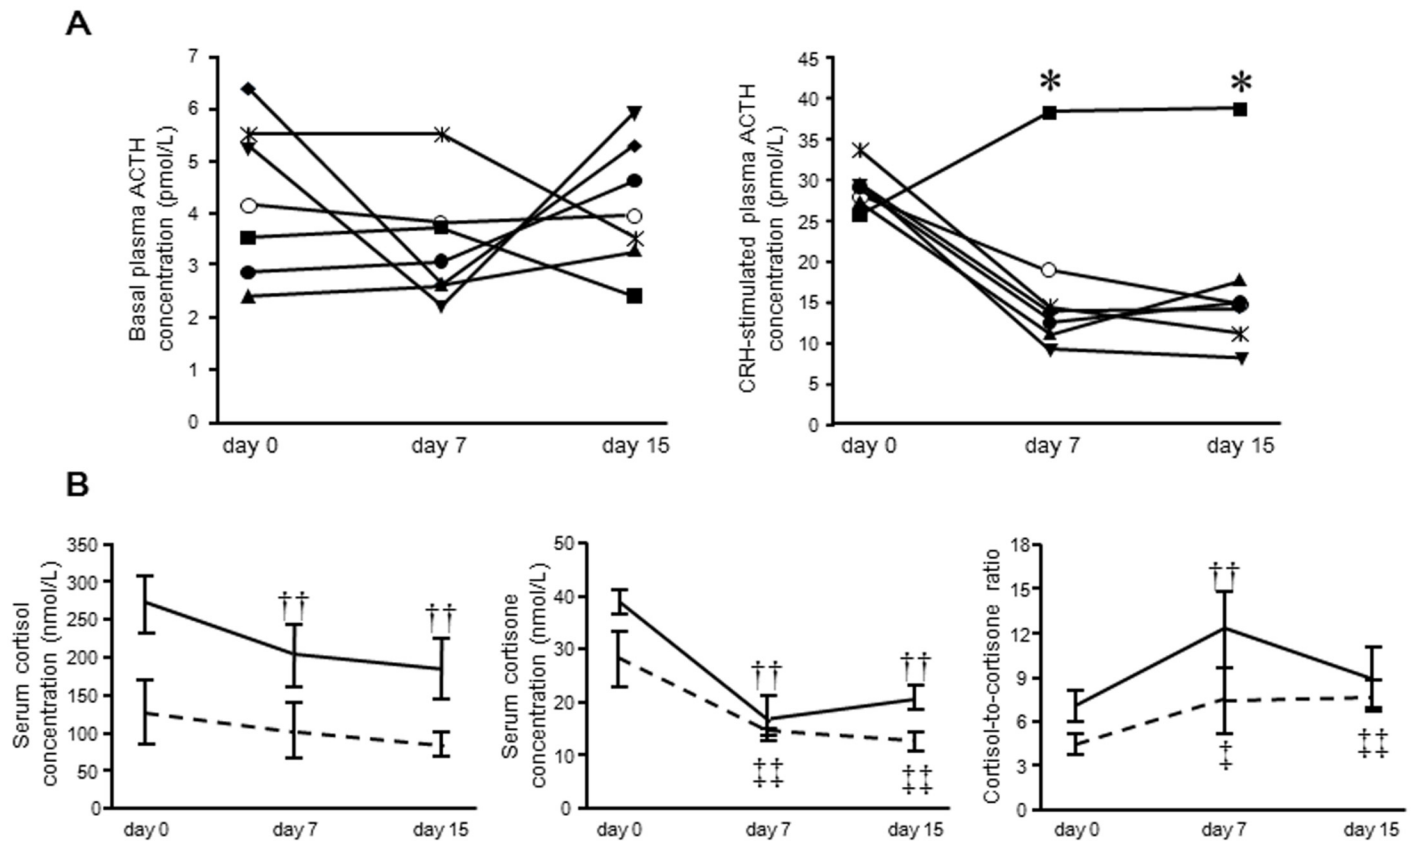 A
Basal plasma ACTH
concentration (pmol/L)
7
6
5
4
3
2
1
0
day 0 day 7 day 15
CRH-stimulated plasma ACTH
concentration (pmol/L)
45
40
35
30
25
20
15
10
5
0
* *
day 0 day 7 day 15
B
Serum cortisol
concentration (nmol/L)
350
300
250
200
150
100
50
0
†† ††
day 0 day 7 day 15
Serum cortisone
concentration (nmol/L)
50
40
30
20
10
0
†† ††
‡‡ ‡‡
day 0 day 7 day 15
Cortisol-to-cortisone ratio
18
15
12
9
6
3
0
††
‡ ‡‡
day 0 day 7 day 15